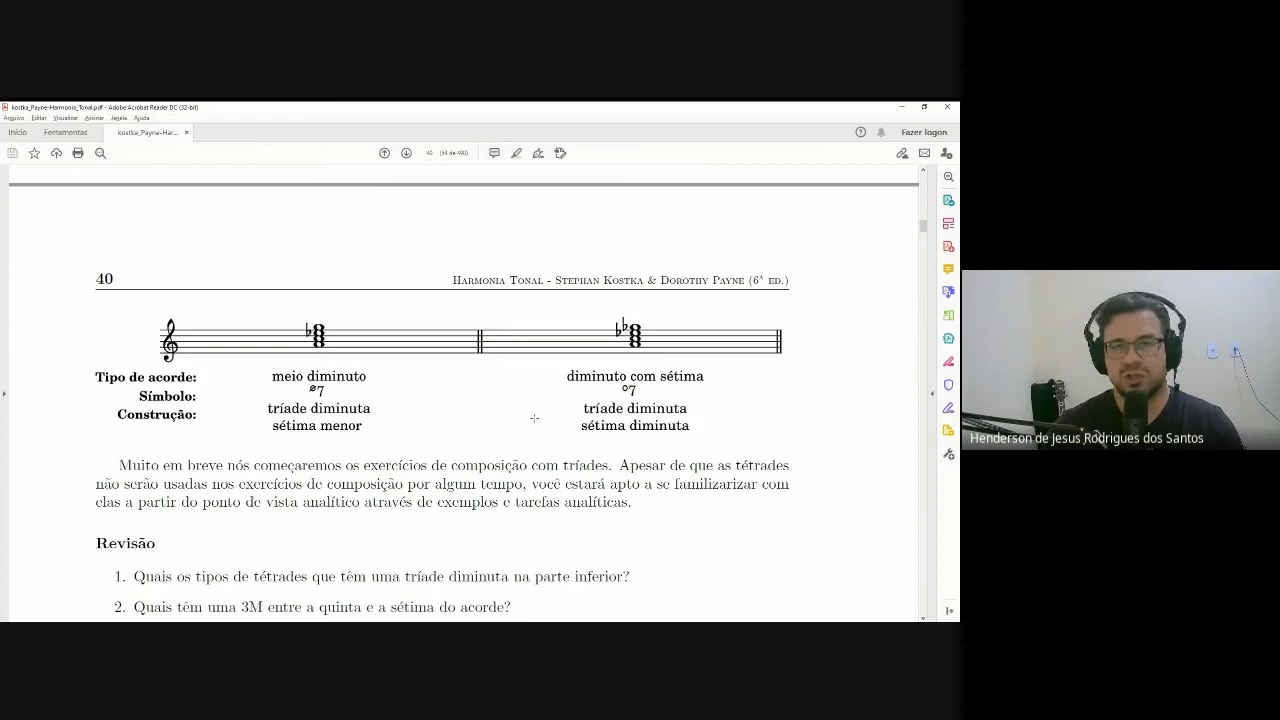 kostka_Payne-Harmonia_Tonal.pdf - Adobe Acrobat Reader DC (32-bit)
Arquivo Editar Visualizar Assinar Janela Ajuda
Início Ferramentas kostka_Payne-Har... × Fazer logon
40 (54 de 490)
40 Harmonia Tonal - Stephan Kostka & Dorothy Payne (6ᴬ ed.)
Tipo de acorde: meio diminuto diminuto com sétima
Símbolo: ⌀7 o7
Construção: tríade diminuta tríade diminuta
sétima menor sétima diminuta
Muito em breve nós começaremos os exercícios de composição com tríades. Apesar de que as tétrades
não serão usadas nos exercícios de composição por algum tempo, você estará apto a se familizarizar com
elas a partir do ponto de vista analítico através de exemplos e tarefas analíticas.
Revisão
1. Quais os tipos de tétrades que têm uma tríade diminuta na parte inferior?
2. Quais têm uma 3M entre a quinta e a sétima do acorde?
Henderson de Jesus Rodrigues dos Santos